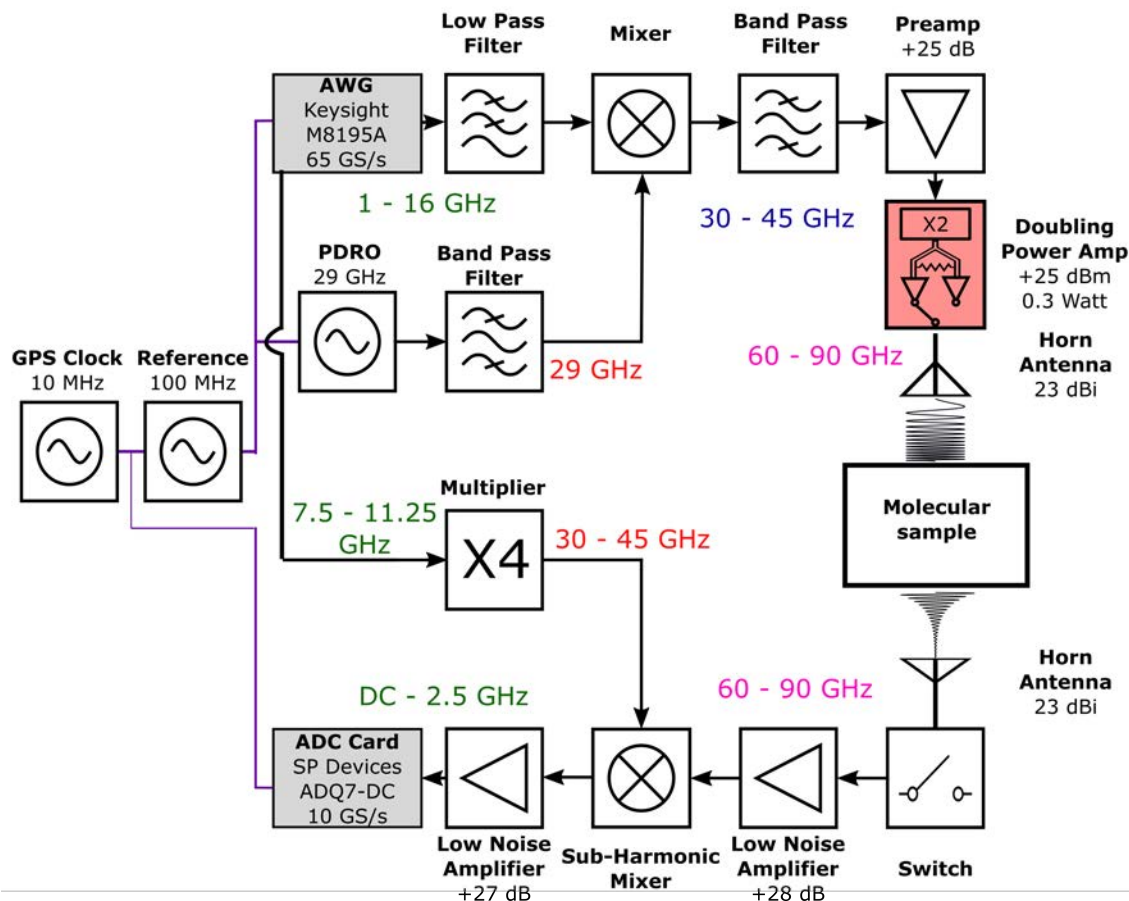 Low Pass
Filter
Mixer
Band Pass
Filter
Preamp
+25 dB
AWG
Keysight
M8195A
65 GS/s
1 - 16 GHz
30 - 45 GHz
X2
Doubling
Power Amp
+25 dBm
0.3 Watt
PDRO
29 GHz
Band Pass
Filter
29 GHz
60 - 90 GHz
Horn
Antenna
23 dBi
GPS Clock
10 MHz
Reference
100 MHz
Molecular
sample
7.5 - 11.25
GHz
Multiplier
X4
30 - 45 GHz
Horn
Antenna
23 dBi
DC - 2.5 GHz
60 - 90 GHz
ADC Card
SP Devices
ADQ7-DC
10 GS/s
Low Noise
Amplifier
+27 dB
Sub-Harmonic
Mixer
Low Noise
Amplifier
+28 dB
Switch